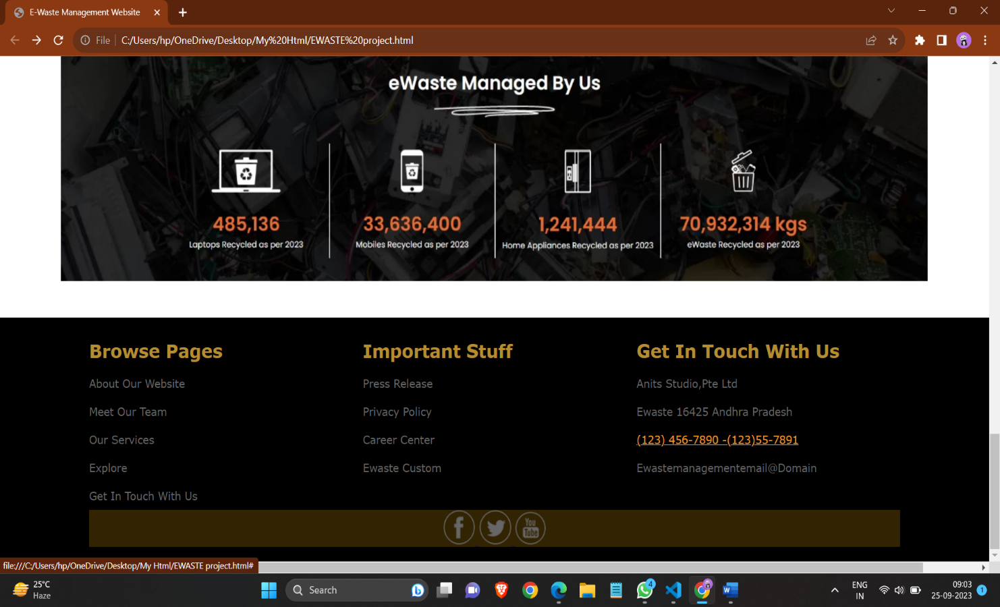 E-Waste Management Website
File C:/Users/hp/OneDrive/Desktop/My%20Html/EWASTE%20project.html
eWaste Managed By Us
485,136 33,636,400 1,241,444 70,932,314 kgs
Laptops Recycled as per 2023 Mobiles Recycled as per 2023 Home Appliances Recycled as per 2023 eWaste Recycled as per 2023
Browse Pages Important Stuff Get In Touch With Us
About Our Website Press Release Anits Studio,Pte Ltd
Meet Our Team Privacy Policy Ewaste 16425 Andhra Pradesh
Our Services Career Center (123) 456-7890 -(123)55-7891
Explore Ewaste Custom Ewastemanagementemail@Domain
Get In Touch With Us
You
Tube
file:///C:/Users/hp/OneDrive/Desktop/My Html/EWASTE project.html#
25°C
Haze
Search
4
W
ENG
IN
09:03
25-09-2023
1